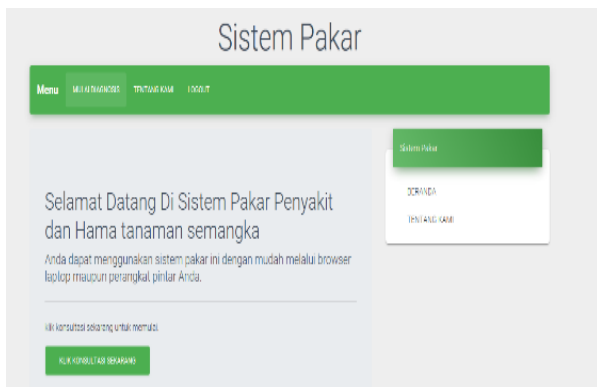 Sistem Pakar
Menu MULAI DIAGNOSIS TENTANG KAMI LOGOUT
Sistem Pakar
BERANDA
TENTANG KAMI
Selamat Datang Di Sistem Pakar Penyakit
dan Hama tanaman semangka
Anda dapat menggunakan sistem pakar ini dengan mudah melalui browser
laptop maupun perangkat pintar Anda.
klik konsultasi sekarang untuk memulai.
KLIK KONSULTASI SEKARANG